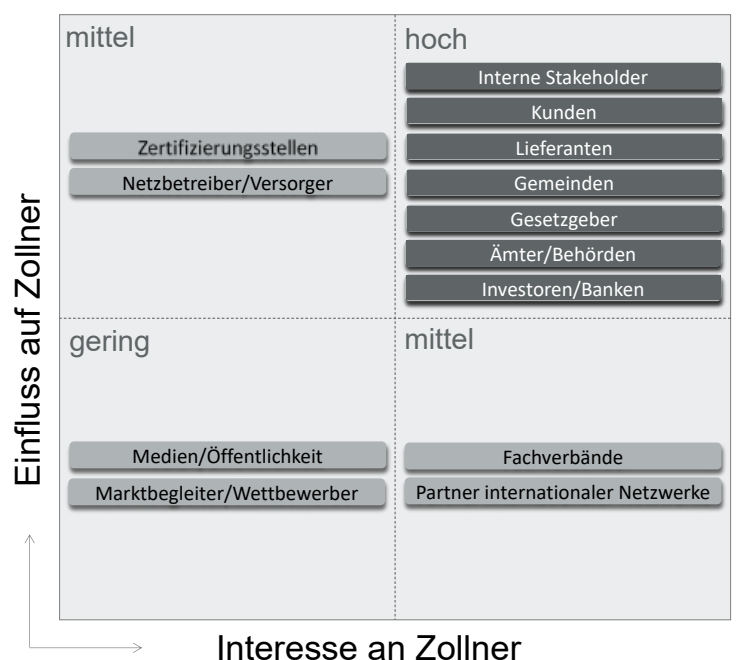 mittel
Zertifizierungsstellen
Netzbetreiber/Versorger
hoch
Interne Stakeholder
Kunden
Lieferanten
Gemeinden
Gesetzgeber
Ämter/Behörden
Investoren/Banken
gering
Medien/Öffentlichkeit
Marktbegleiter/Wettbewerber
mittel
Fachverbände
Partner internationaler Netzwerke
Einfluss auf Zollner
Interesse an Zollner